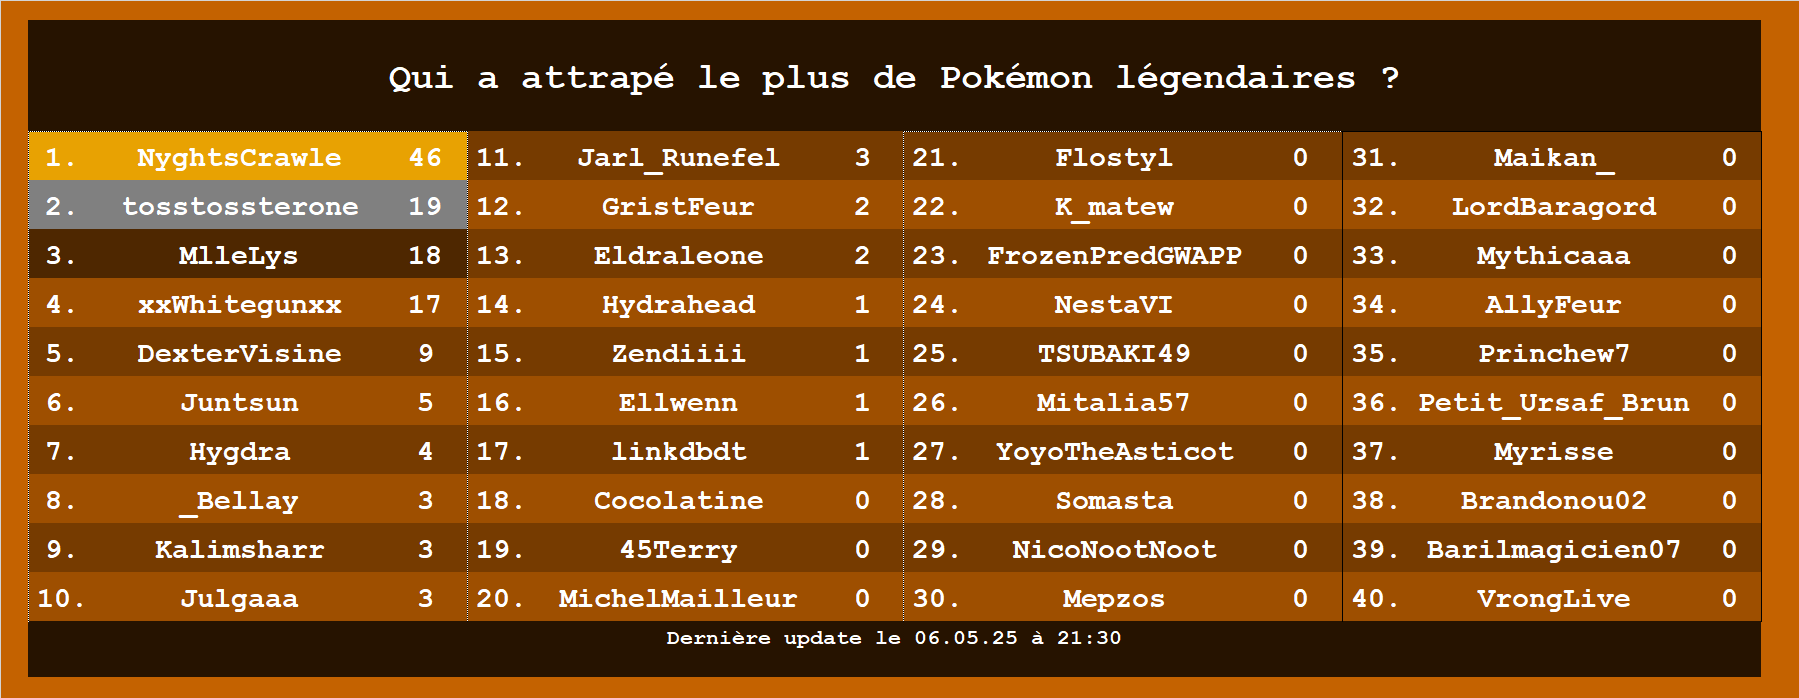 Qui a attrapé le plus de Pokémon légendaires ?
1. NyghtsCrawle 46
2. tosstossterone 19
3. MlleLys 18
4. xxWhitegunxx 17
5. DexterVisine 9
6. Juntsun 5
7. Hygdra 4
8. _Bellay 3
9. Kalimsharr 3
10. Julgaaa 3
11. Jarl_Runefel 3
12. GristFeur 2
13. Eldraleone 2
14. Hydrahead 1
15. Zendiiii 1
16. Ellwenn 1
17. linkdbdt 1
18. Cocolatine 0
19. 45Terry 0
20. MichelMailleur 0
21. Flostyl 0
22. K_matew 0
23. FrozenPredGWAPP 0
24. NestaVI 0
25. TSUBAKI49 0
26. Mitalia57 0
27. YoyoTheAsticot 0
28. Somasta 0
29. NicoNootNoot 0
30. Mepzos 0
31. Maikan_ 0
32. LordBaragord 0
33. Mythicaaa 0
34. AllyFeur 0
35. Princhew7 0
36. Petit_Ursaf_Brun 0
37. Myrisse 0
38. Brandonou02 0
39. Barilmagicien07 0
40. VrongLive 0
Dernière update le 06.05.25 à 21:30